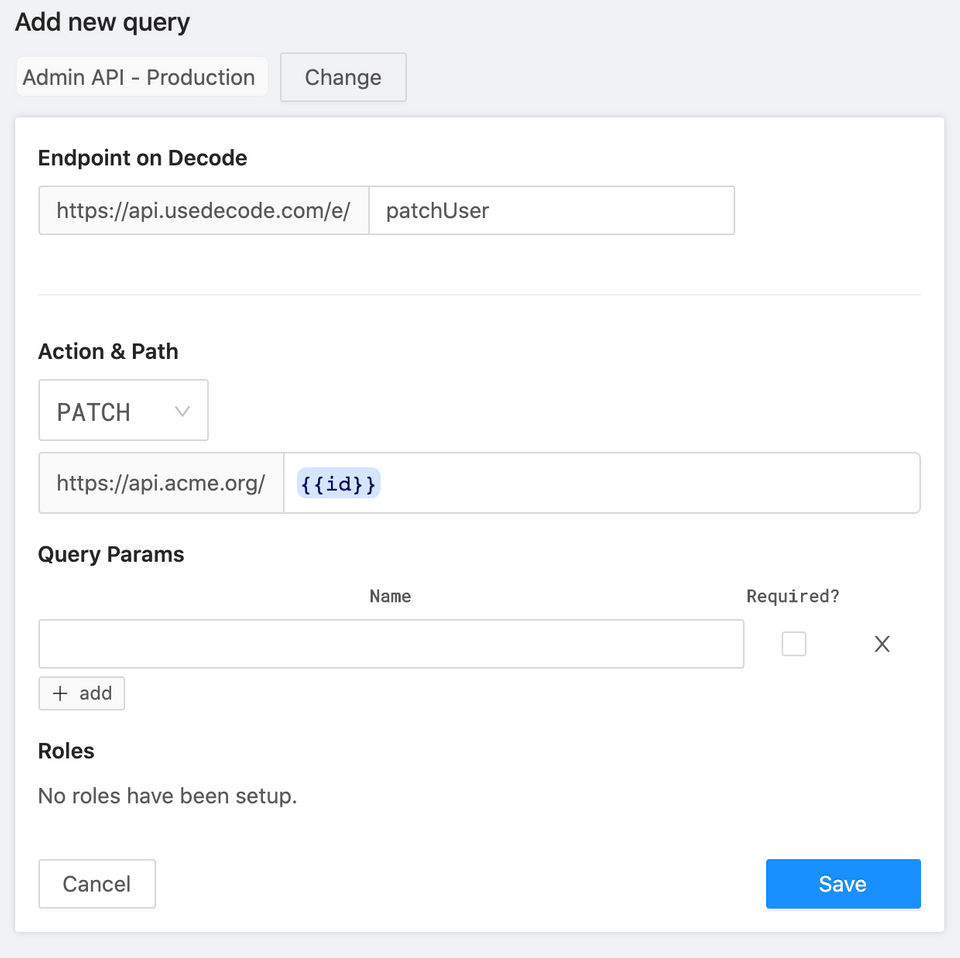 Add new query
Admin API - Production Change
Endpoint on Decode
https://api.usedecode.com/e/ patchUser
Action & Path
PATCH
https://api.acme.org/ {{id}}
Query Params
Name Required?
+ add
Roles
No roles have been setup.
Cancel Save